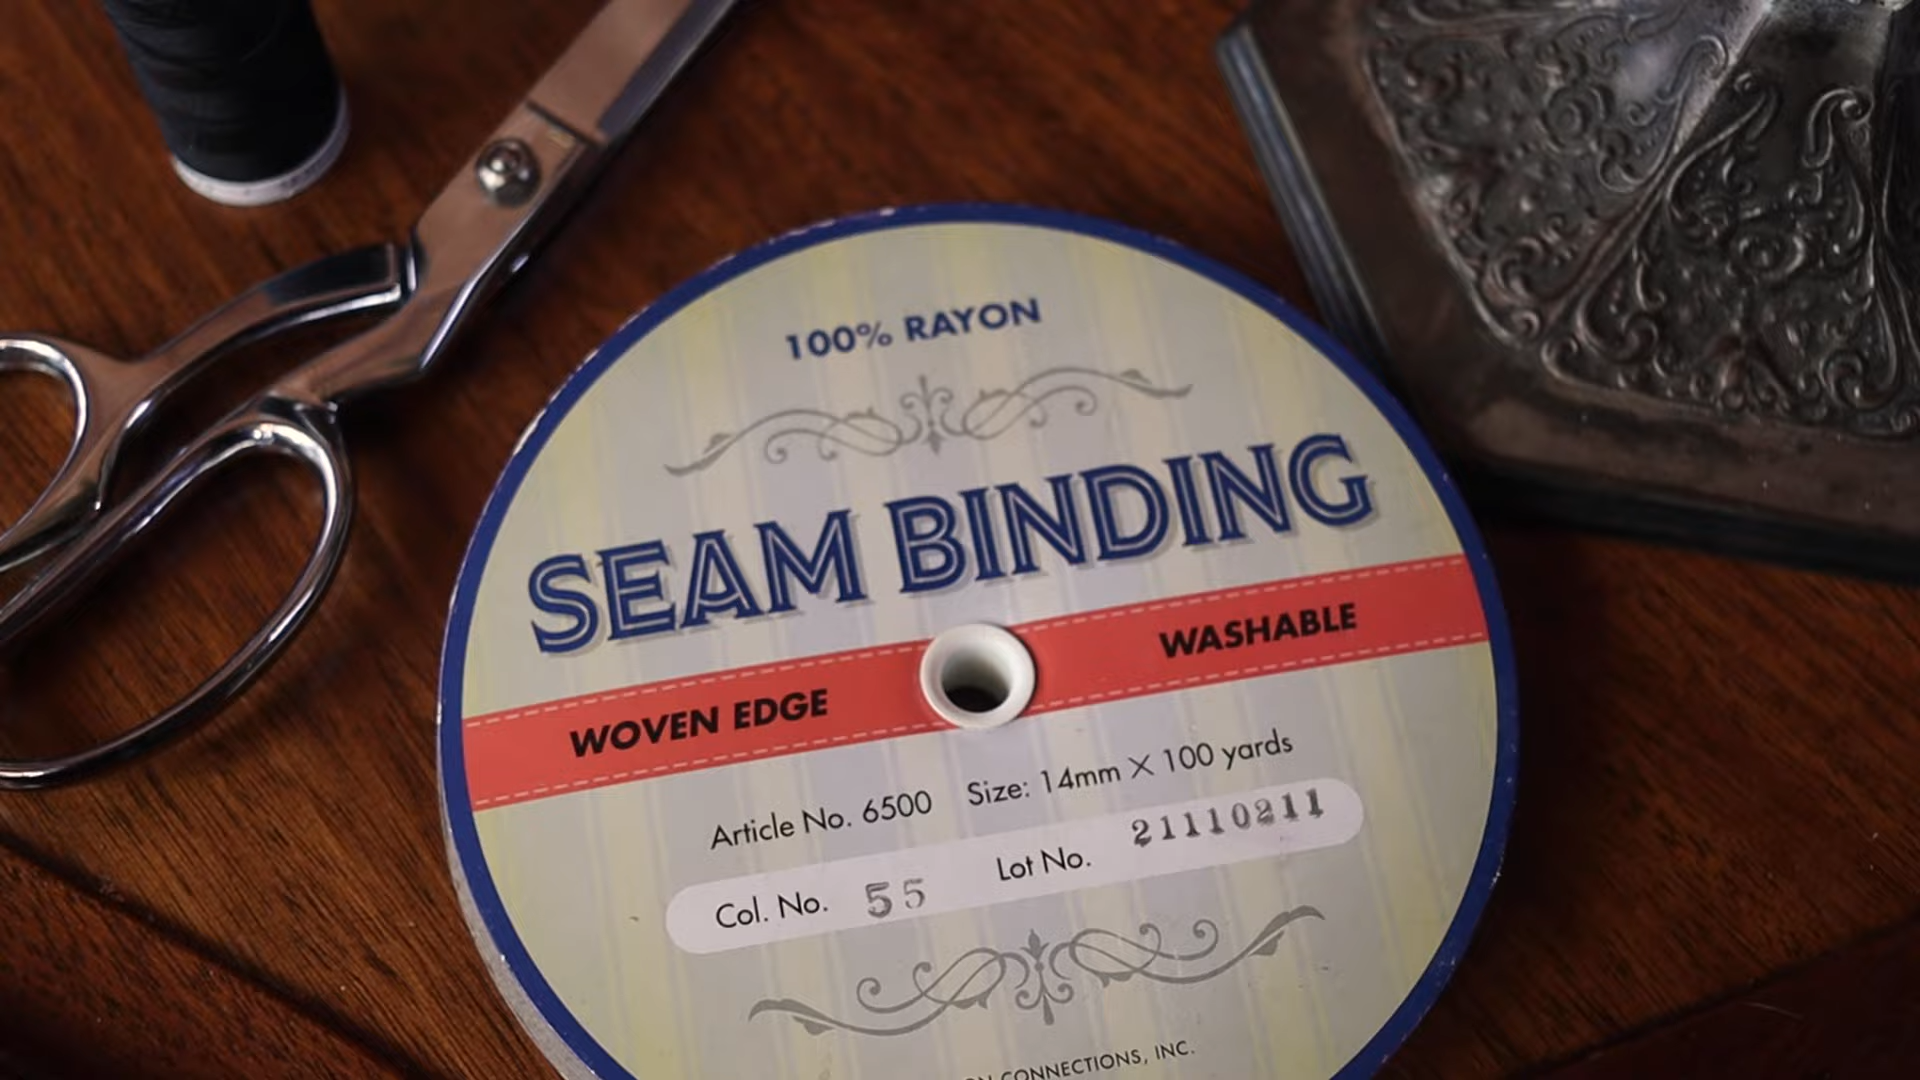 100% RAYON
SEAM BINDING
WOVEN EDGE WASHABLE
Article No. 6500 Size: 14mm X 100 yards
Col. No. 55 Lot No. 21110211
CONNECTIONS, INC.